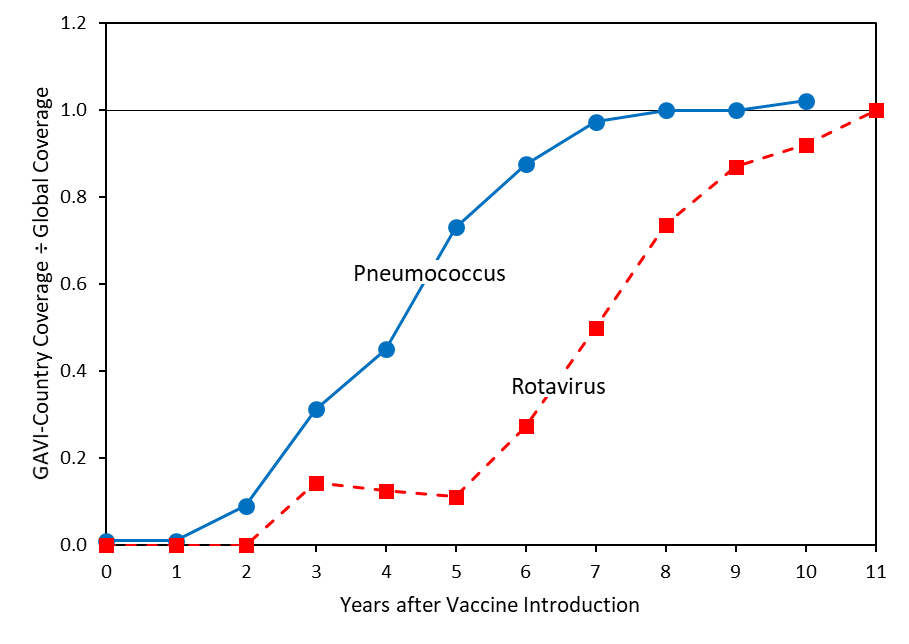 GAVI-Country Coverage ÷ Global Coverage
1.2
1.0
0.8
0.6
0.4
0.2
0.0
Pneumococcus
Rotavirus
0 1 2 3 4 5 6 7 8 9 10 11
Years after Vaccine Introduction